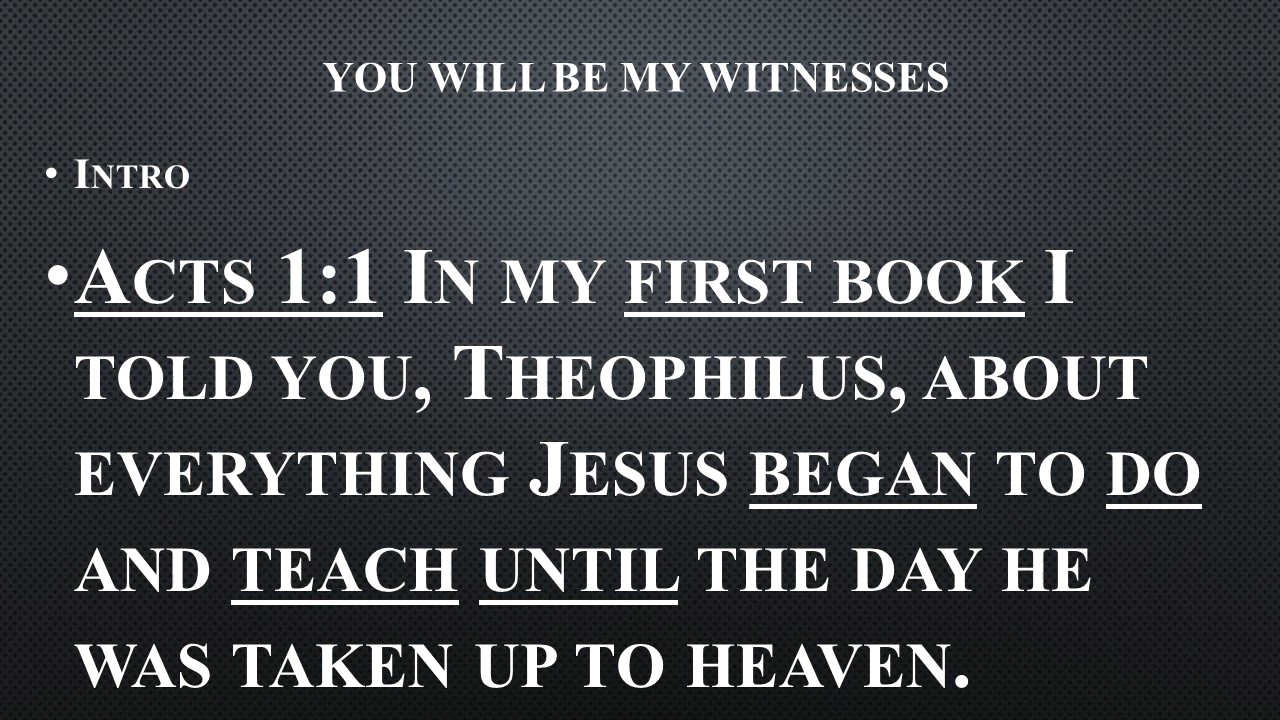 YOU WILL BE MY WITNESSES
• INTRO
• ACTS 1:1 IN MY FIRST BOOK I
TOLD YOU, THEOPHILUS, ABOUT
EVERYTHING JESUS BEGAN TO DO
AND TEACH UNTIL THE DAY HE
WAS TAKEN UP TO HEAVEN.